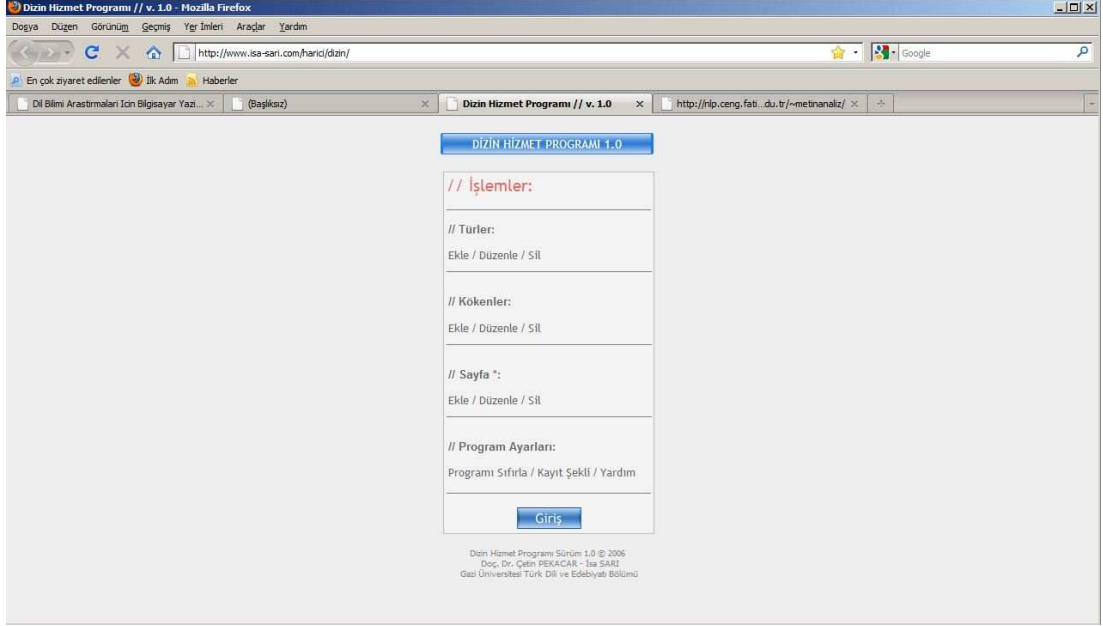 Dizin Hizmet Programı // v. 1.0 - Mozilla Firefox
Dosya Düzen Görünüm Geçmiş Yer İmleri Araçlar Yardım
http://www.isa-sari.com/harici/dizin/ Google
En çok ziyaret edilenler İlk Adım Haberler
Dil Bilimi Arastirmalari Icin Bilgisayar Yazi... (Başlıksız) Dizin Hizmet Programı // v. 1.0 http://nlp.ceng.fati...du.tr/~metinanaliz/
DİZİN HİZMET PROGRAMI 1.0
// İşlemler:
// Türler:
Ekle / Düzenle / Sil
// Kökenler:
Ekle / Düzenle / Sil
// Sayfa *:
Ekle / Düzenle / Sil
// Program Ayarları:
Programı Sıfırla / Kayıt Şekli / Yardım
Giriş
Dizin Hizmet Programı Sürüm 1.0 © 2006
Doç. Dr. Çetin PEKACAR - İsa SARI
Gazi Üniversitesi Türk Dili ve Edebiyatı Bölümü